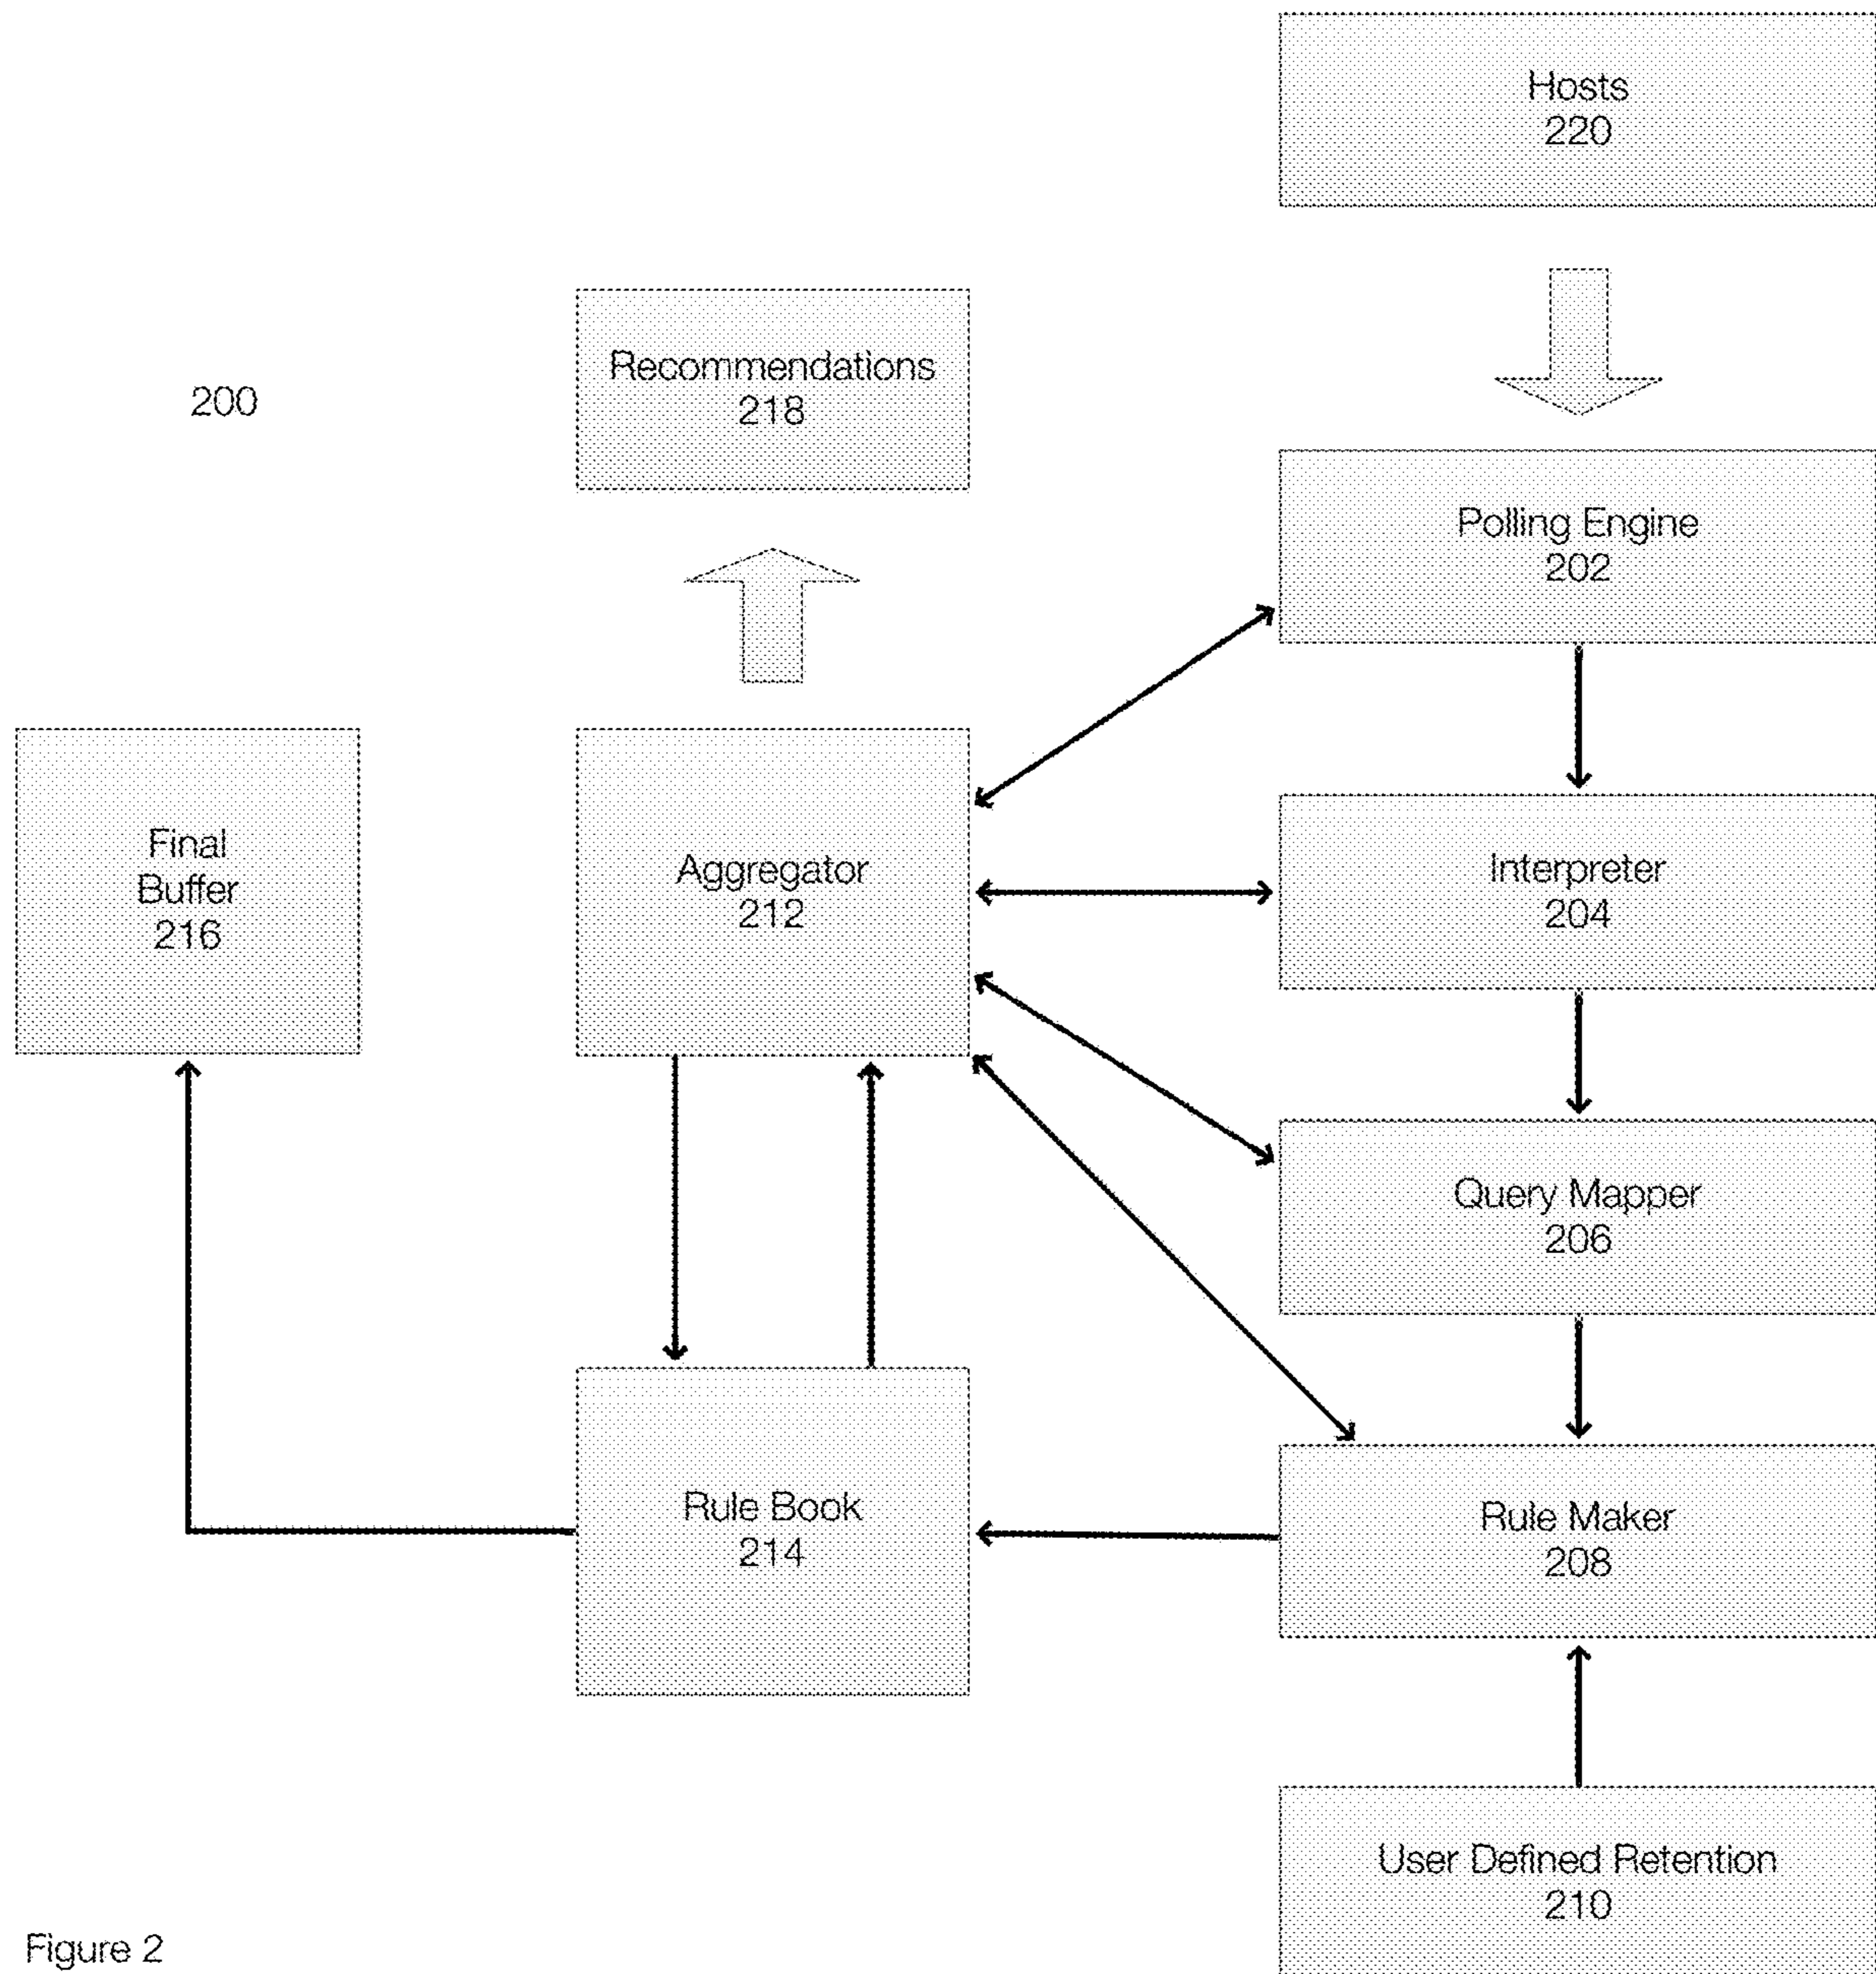 Hosts
220
Recommendations
218
200
Polling Engine
202
Final
Buffer
216
Aggregator
212
Interpreter
204
Query Mapper
206
Rule Book
214
Rule Maker
208
User Defined Retention
210
Figure 2